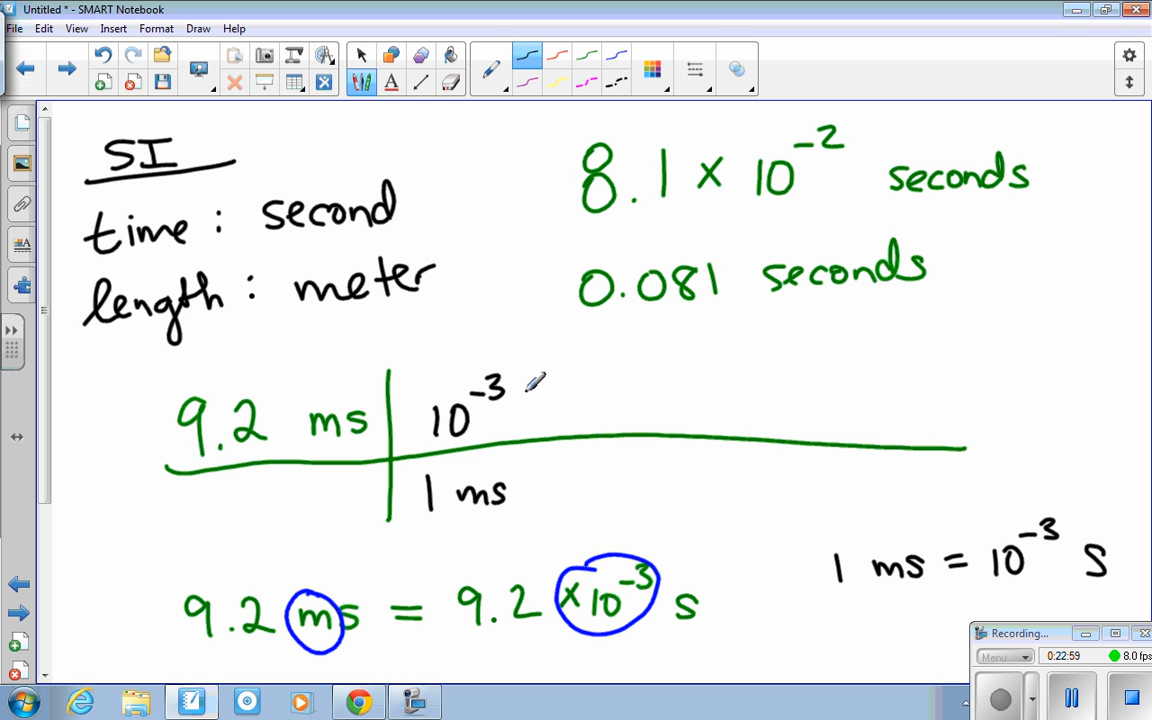 Untitled * - SMART Notebook
File Edit View Insert Format Draw Help
SI
time : second
length : meter
8.1 × 10⁻² seconds
0.081 seconds
9.2 ms | 10⁻³
1 ms
1 ms = 10⁻³ s
9.2 ms = 9.2 ×10⁻³ s
Recording...
Menu 0:22:59 8.0 fps